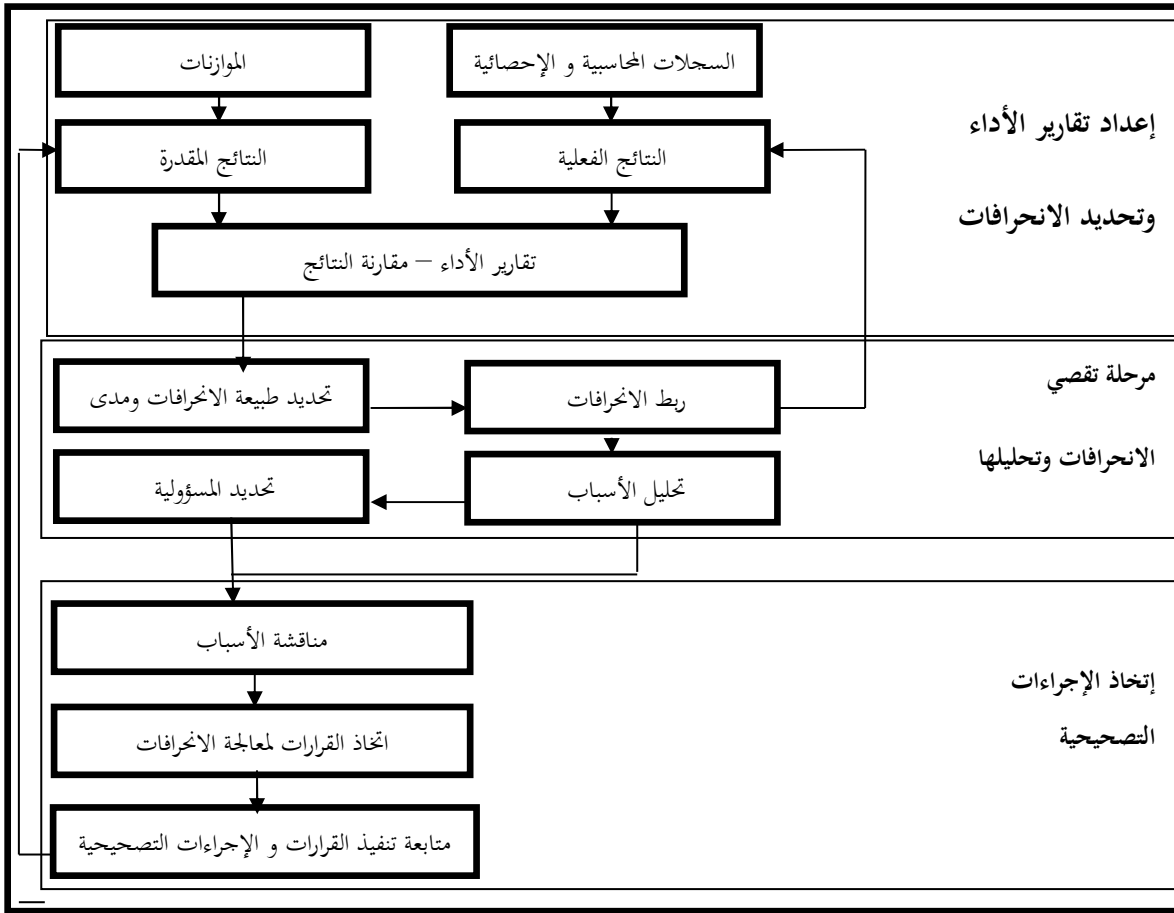 السجلات المحاسبية و الإحصائية
الموازنات
إعداد تقارير الأداء
النتائج الفعلية
النتائج المقدرة
وتحديد الانحرافات
تقارير الأداء – مقارنة النتائج
مرحلة تقصي
الانحرافات وتحليلها
تحديد طبيعة الانحرافات ومدى
ربط الانحرافات
تحليل الأسباب
تحديد المسؤولية
إتخاذ الإجراءات
التصحيحية
مناقشة الأسباب
اتخاذ القرارات لمعالجة الانحرافات
متابعة تنفيذ القرارات و الإجراءات التصحيحية